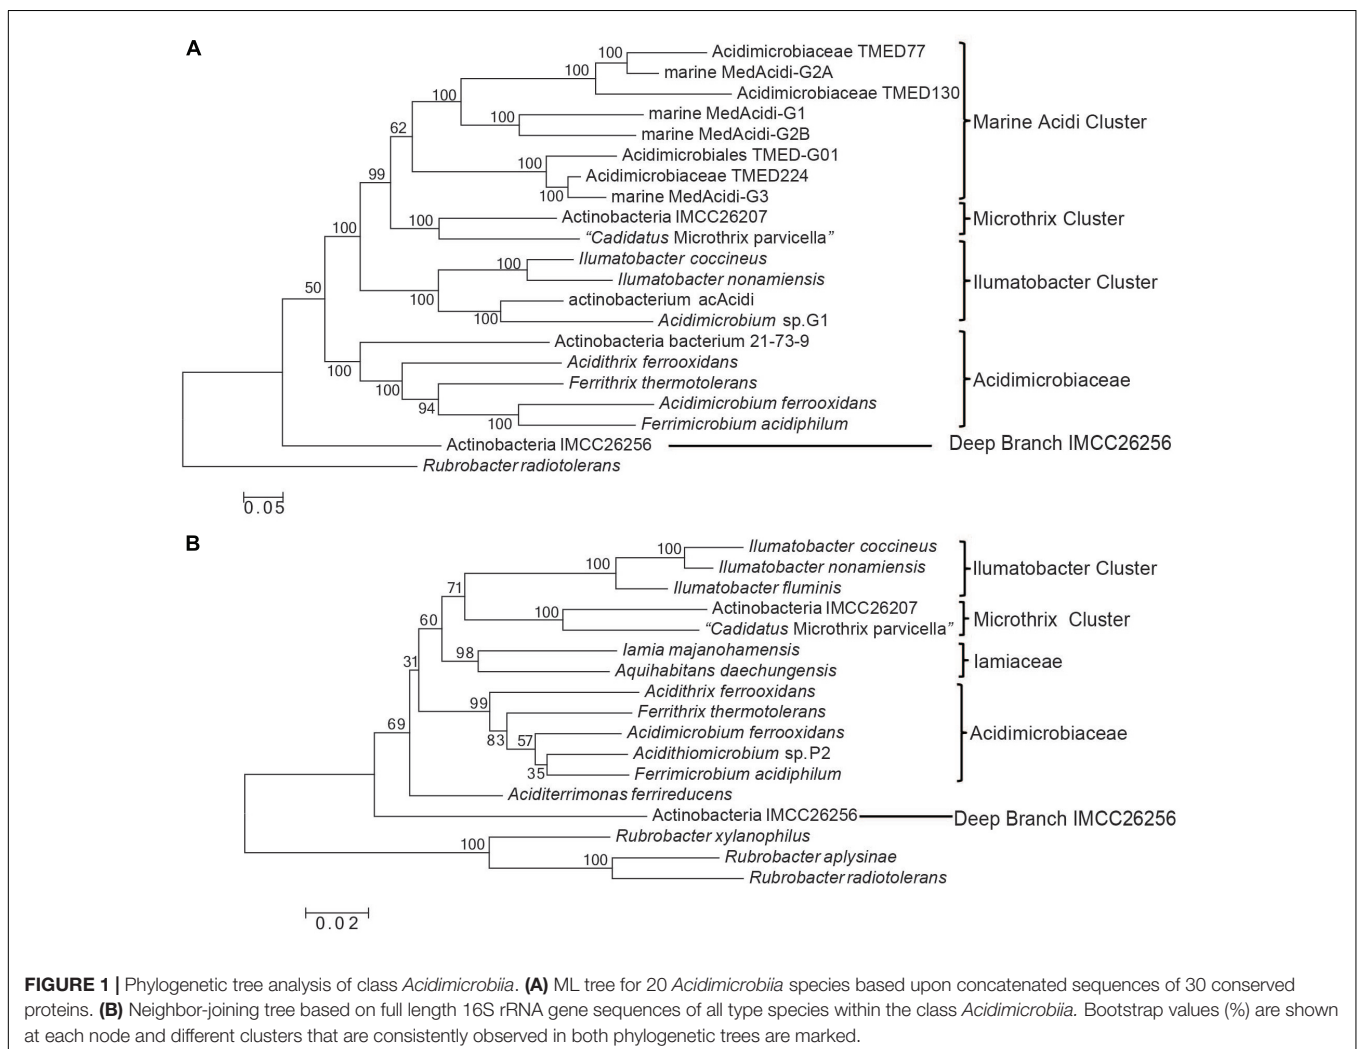 A
100 Acidimicrobiaceae TMED77
100 marine MedAcidi-G2A
Acidimicrobiaceae TMED130
100
marine MedAcidi-G1
100
marine MedAcidi-G2B
Marine Acidi Cluster
62
Acidimicrobiales TMED-G01
100
Acidimicrobiaceae TMED224
99
100 marine MedAcidi-G3
Actinobacteria IMCC26207
100
Microthrix Cluster
100
“Cadidatus Microthrix parvicella”
Ilumatobacter coccineus
100
Ilumatobacter nonamiensis
Ilumatobacter Cluster
50
100
actinobacterium acAcidi
100
Acidimicrobium sp.G1
Actinobacteria bacterium 21-73-9
100
Acidithrix ferrooxidans
Ferrithrix thermotolerans
Acidimicrobiaceae
100
Acidimicrobium ferrooxidans
94
100
Ferrimicrobium acidiphilum
Actinobacteria IMCC26256
Deep Branch IMCC26256
Rubrobacter radiotolerans
0.05
B
100 Ilumatobacter coccineus
100
Ilumatobacter nonamiensis
Ilumatobacter Cluster
71
Ilumatobacter fluminis
Actinobacteria IMCC26207
100
Microthrix Cluster
60
“Cadidatus Microthrix parvicella”
Iamia majanohamensis
98
Iamiaceae
31
Aquihabitans daechungensis
Acidithrix ferrooxidans
99
Ferrithrix thermotolerans
69
Acidimicrobium ferrooxidans
Acidimicrobiaceae
83
57
Acidithiomicrobium sp.P2
35
Ferrimicrobium acidiphilum
Aciditerrimonas ferrireducens
Actinobacteria IMCC26256
Deep Branch IMCC26256
Rubrobacter xylanophilus
100
Rubrobacter aplysinae
100
Rubrobacter radiotolerans
0.02
FIGURE 1 | Phylogenetic tree analysis of class Acidimicrobiia. (A) ML tree for 20 Acidimicrobiia species based upon concatenated sequences of 30 conserved
proteins. (B) Neighbor-joining tree based on full length 16S rRNA gene sequences of all type species within the class Acidimicrobiia. Bootstrap values (%) are shown
at each node and different clusters that are consistently observed in both phylogenetic trees are marked.